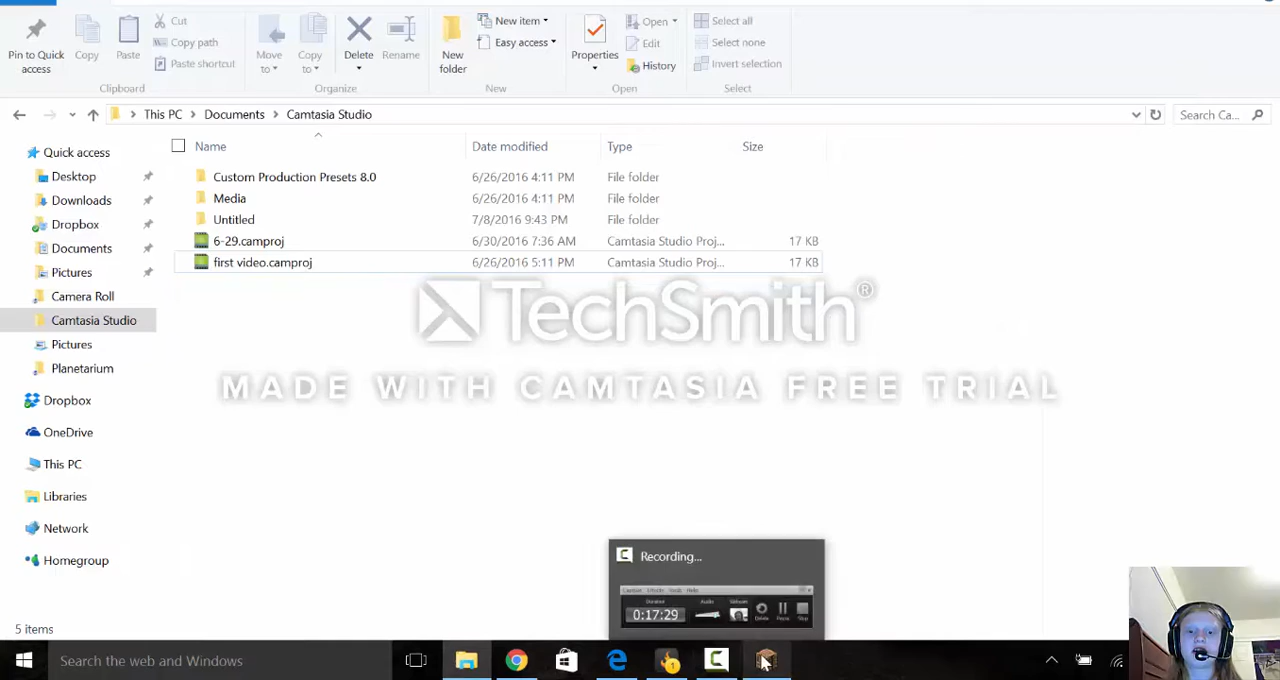 Pin to Quick access
Copy
Paste
Cut
Copy path
Paste shortcut
Clipboard
Move to
Copy to
Delete
Rename
Organize
New folder
New item
Easy access
New
Properties
Open
Edit
History
Open
Select all
Select none
Invert selection
Select
This PC
Documents
Camtasia Studio
Search Ca...
Quick access
Desktop
Downloads
Dropbox
Documents
Pictures
Camera Roll
Camtasia Studio
Pictures
Planetarium
Dropbox
OneDrive
This PC
Libraries
Network
Homegroup
Name Date modified Type Size
Custom Production Presets 8.0 6/26/2016 4:11 PM File folder
Media 6/26/2016 4:11 PM File folder
Untitled 7/8/2016 9:43 PM File folder
6-29.camproj 6/30/2016 7:36 AM Camtasia Studio Proj... 17 KB
first video.camproj 6/26/2016 5:11 PM Camtasia Studio Proj... 17 KB
TechSmith®
MADE WITH CAMTASIA FREE TRIAL
Recording...
Duration Audio
0:17:29
Delete Pause Stop
5 items
Search the web and Windows
1